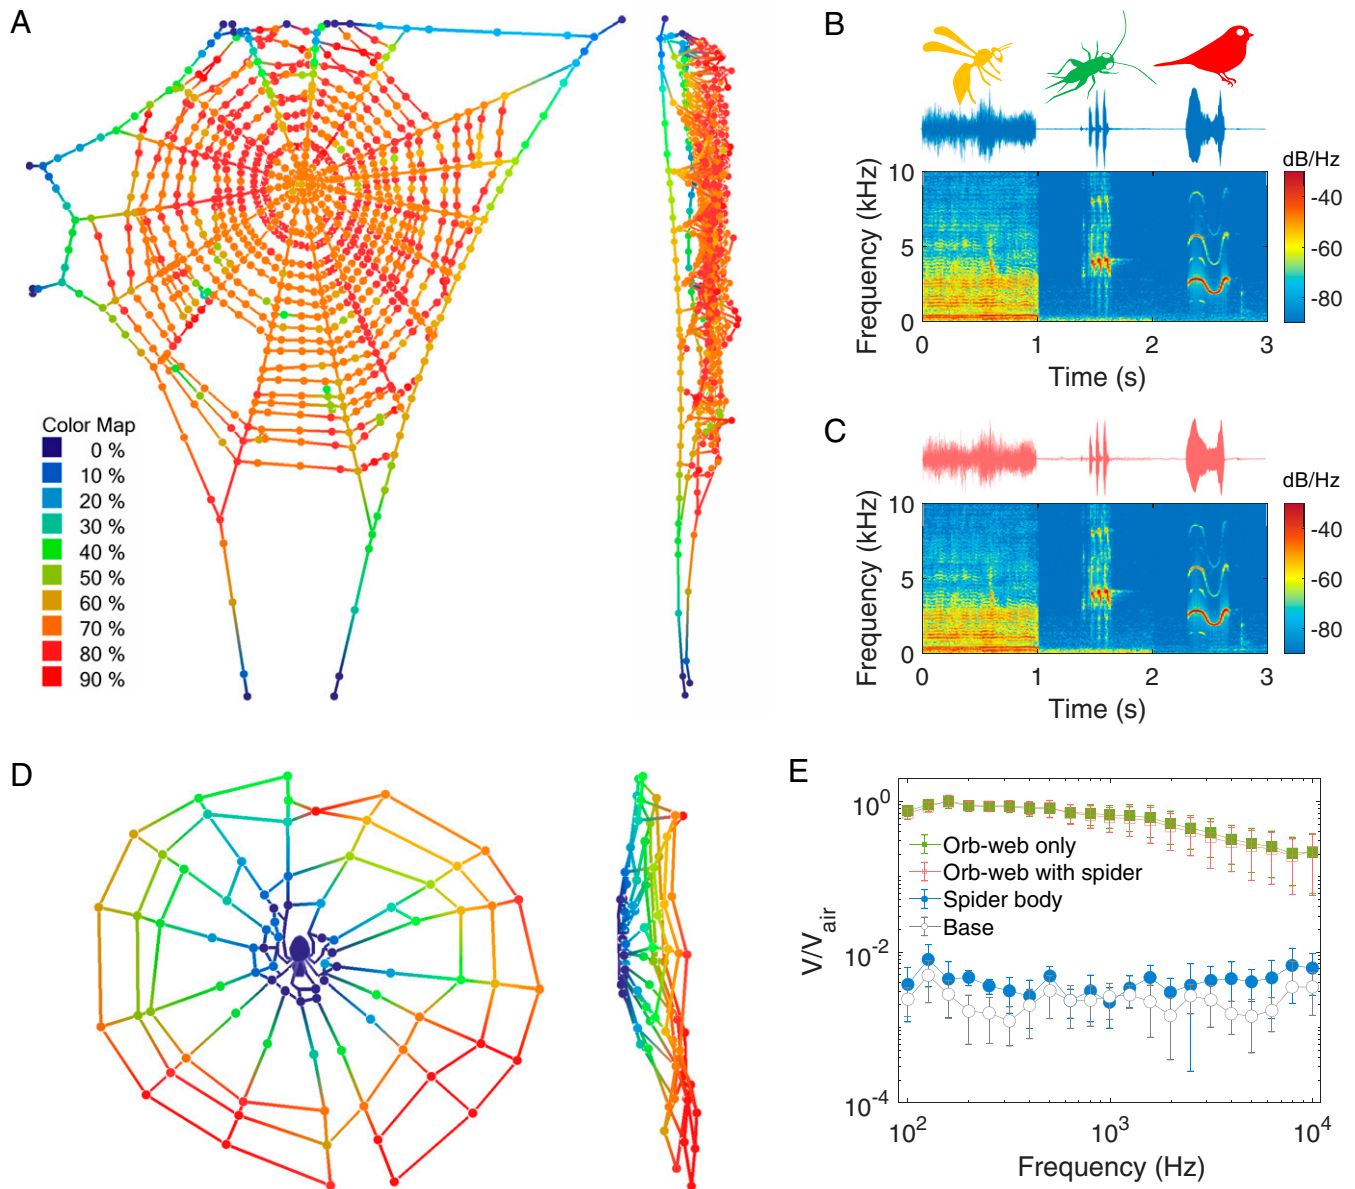 A
Color Map
0 %
10 %
20 %
30 %
40 %
50 %
60 %
70 %
80 %
90 %
B
dB/Hz
-40
-60
-80
Frequency (kHz)
10
5
0
0 1 2 3
Time (s)
C
dB/Hz
-40
-60
-80
Frequency (kHz)
10
5
0
0 1 2 3
Time (s)
D
E
V/V_air
10^0
10^-2
10^-4
Orb-web only
Orb-web with spider
Spider body
Base
10^2 10^3 10^4
Frequency (Hz)